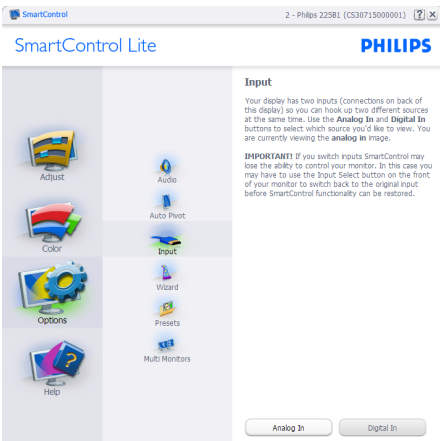 SmartControl
2 - Philips 225B1 (CS30715000001)
SmartControl Lite
PHILIPS
Adjust
Color
Options
Help
Audio
Auto Pivot
Input
Wizard
Presets
Multi Monitors
Input
Your display has two inputs (connections on back of
this display) so you can hook up two different sources
at the same time. Use the Analog In and Digital In
buttons to select which source you'd like to view. You
are currently viewing the analog in image.
IMPORTANT! If you switch inputs SmartControl may
lose the ability to control your monitor. In this case you
may have to use the Input Select button on the front
of your monitor to switch back to the original input
before SmartControl functionality can be restored.
Analog In
Digital In